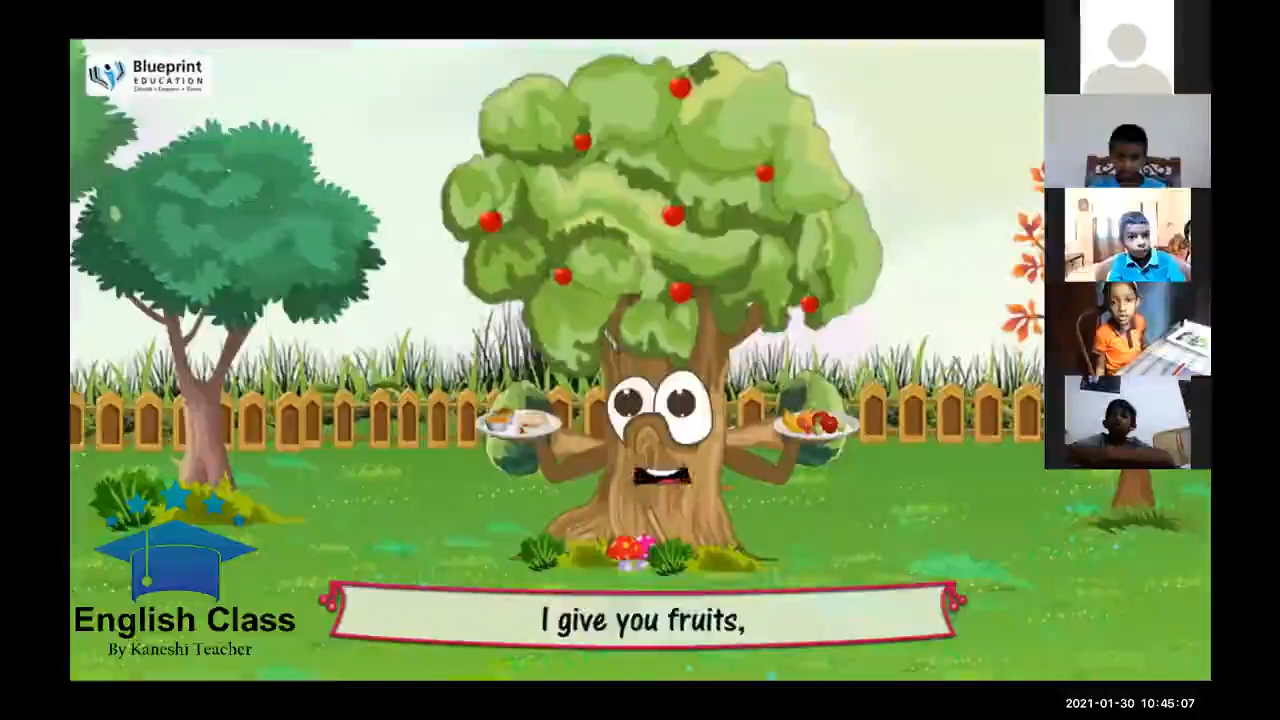 Blueprint
EDUCATION
I give you fruits,
English Class
By Kaneshi Teacher
2021-01-30 10:45:07